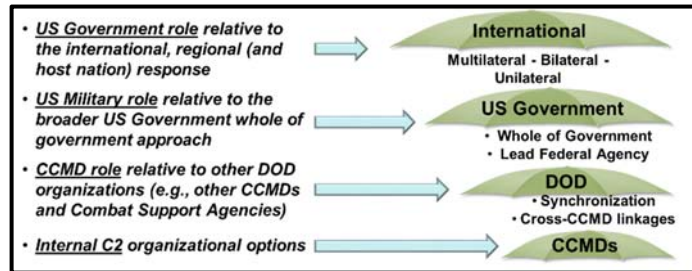 • US Government role relative to
the international, regional (and
host nation) response
International
Multilateral - Bilateral -
Unilateral
• US Military role relative to the
broader US Government whole of
government approach
US Government
• Whole of Government
• Lead Federal Agency
• CCMD role relative to other DOD
organizations (e.g., other CCMDs
and Combat Support Agencies)
DOD
• Synchronization
• Cross-CCMD linkages
• Internal C2 organizational options
CCMDs